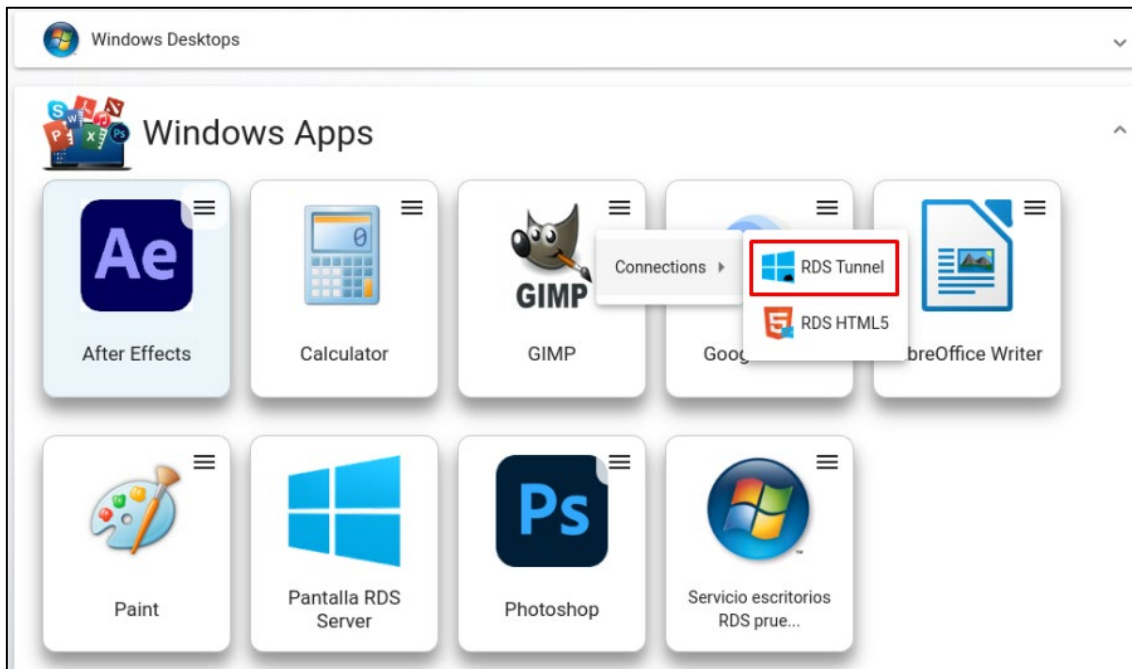 Windows Desktops
Windows Apps
Ae
After Effects
0
Calculator
GIMP
GIMP
Connections
RDS Tunnel
RDS HTML5
Goog
breOffice Writer
Paint
Pantalla RDS
Server
Ps
Photoshop
Servicio escritorios
RDS prue...